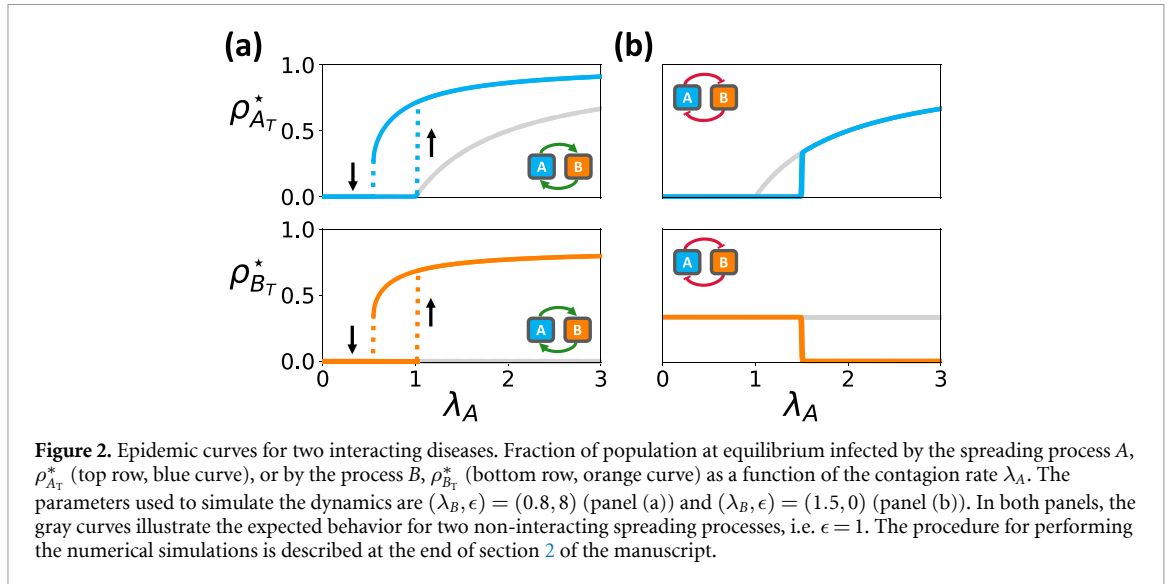 (a)
(b)
1.0
ρ*_{A_T}
0.5
0.0
A B
A B
1.0
ρ*_{B_T}
0.5
0.0
A B
A B
0 1 2 3
0 1 2 3
λ_A
λ_A
Figure 2. Epidemic curves for two interacting diseases. Fraction of population at equilibrium infected by the spreading process A,
ρ*_{A_T} (top row, blue curve), or by the process B, ρ*_{B_T} (bottom row, orange curve) as a function of the contagion rate λ_A. The
parameters used to simulate the dynamics are (λ_B, ϵ) = (0.8, 8) (panel (a)) and (λ_B, ϵ) = (1.5, 0) (panel (b)). In both panels, the
gray curves illustrate the expected behavior for two non-interacting spreading processes, i.e. ϵ = 1. The procedure for performing
the numerical simulations is described at the end of section 2 of the manuscript.